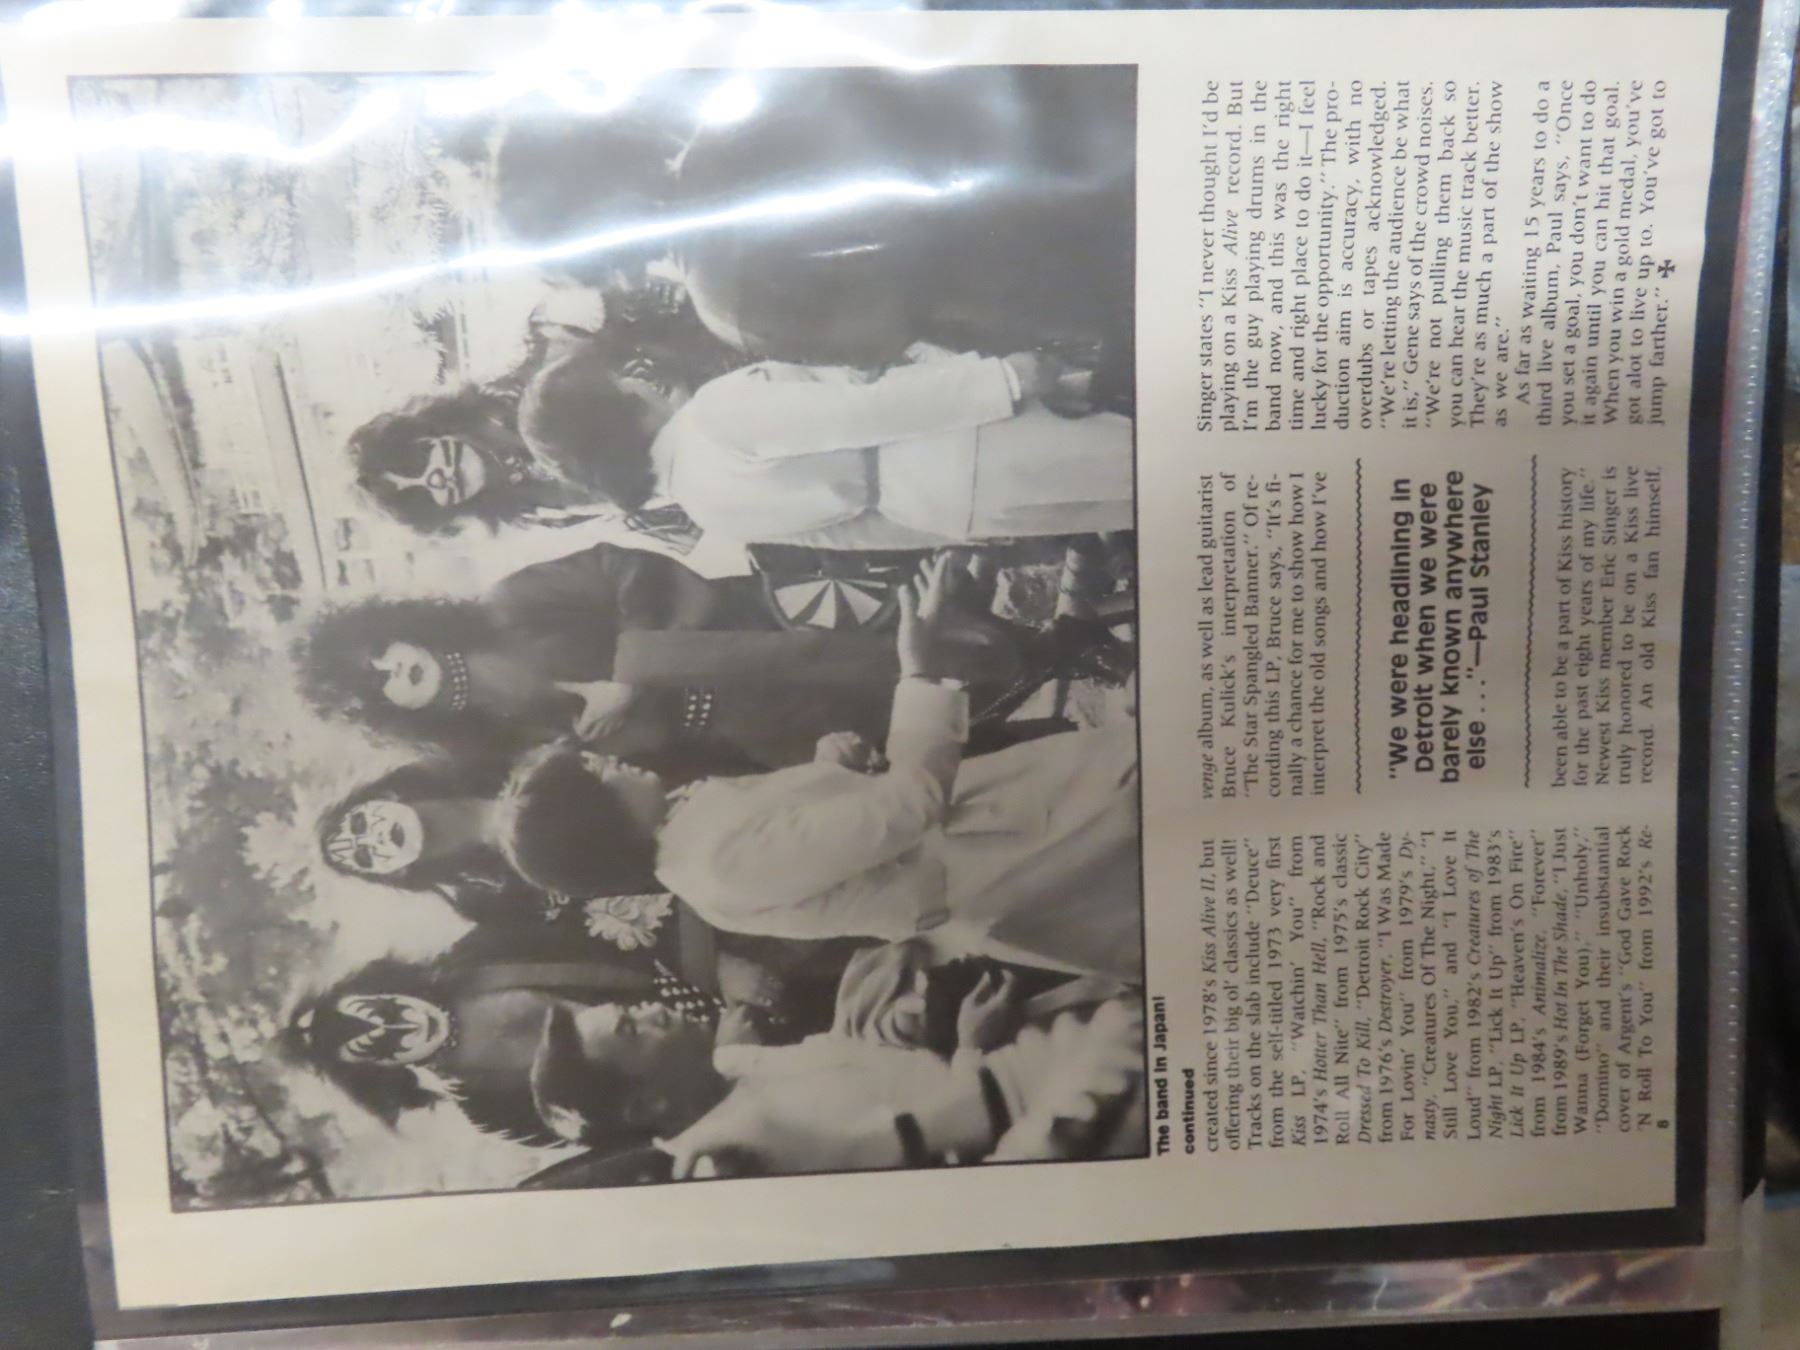 The band in Japan!
continued
created since 1978's Kiss Alive II, but
offering their big ol' classics as well!
Tracks on the slab include "Deuce"
from the self-titled 1973 very first
Kiss LP, "Watchin' You" from
1974's Hotter Than Hell, "Rock and
Roll All Nite" from 1975's classic
Dressed To Kill, "Detroit Rock City"
from 1976's Destroyer, "I Was Made
For Lovin' You" from 1979's Dy-
nasty, "Creatures Of The Night," "I
Still Love You," and "I Love It
Loud" from 1982's Creatures of The
Night LP, "Lick It Up" from 1983's
Lick It Up LP, "Heaven's On Fire"
from 1984's Animalize, "Forever"
from 1989's Hot In The Shade, "I Just
Wanna (Forget You)," "Unholy,"
"Domino" and their insubstantial
cover of Argent's "God Gave Rock
'N Roll To You" from 1992's Re-
8
venge album, as well as lead guitarist
Bruce Kulick's interpretation of
"The Star Spangled Banner." Of re-
cording this LP, Bruce says, "It's fi-
nally a chance for me to show how I
interpret the old songs and how I've
"We were headlining in
Detroit when we were
barely known anywhere
else . . ."—Paul Stanley
been able to be a part of Kiss history
for the past eight years of my life."
Newest Kiss member Eric Singer is
truly honored to be on a Kiss live
record. An old Kiss fan himself,
Singer states "I never thought I'd be
playing on a Kiss Alive record. But
I'm the guy playing drums in the
band now, and this was the right
time and right place to do it—I feel
lucky for the opportunity." The pro-
duction aim is accuracy, with no
overdubs or tapes acknowledged.
"We're letting the audience be what
it is," Gene says of the crowd noises.
"We're not pulling them back so
you can hear the music track better.
They're as much a part of the show
as we are."
As far as waiting 15 years to do a
third live album, Paul says, "Once
you set a goal, you don't want to do
it again until you can hit that goal.
When you win a gold medal, you've
got alot to live up to. You've got to
jump farther."